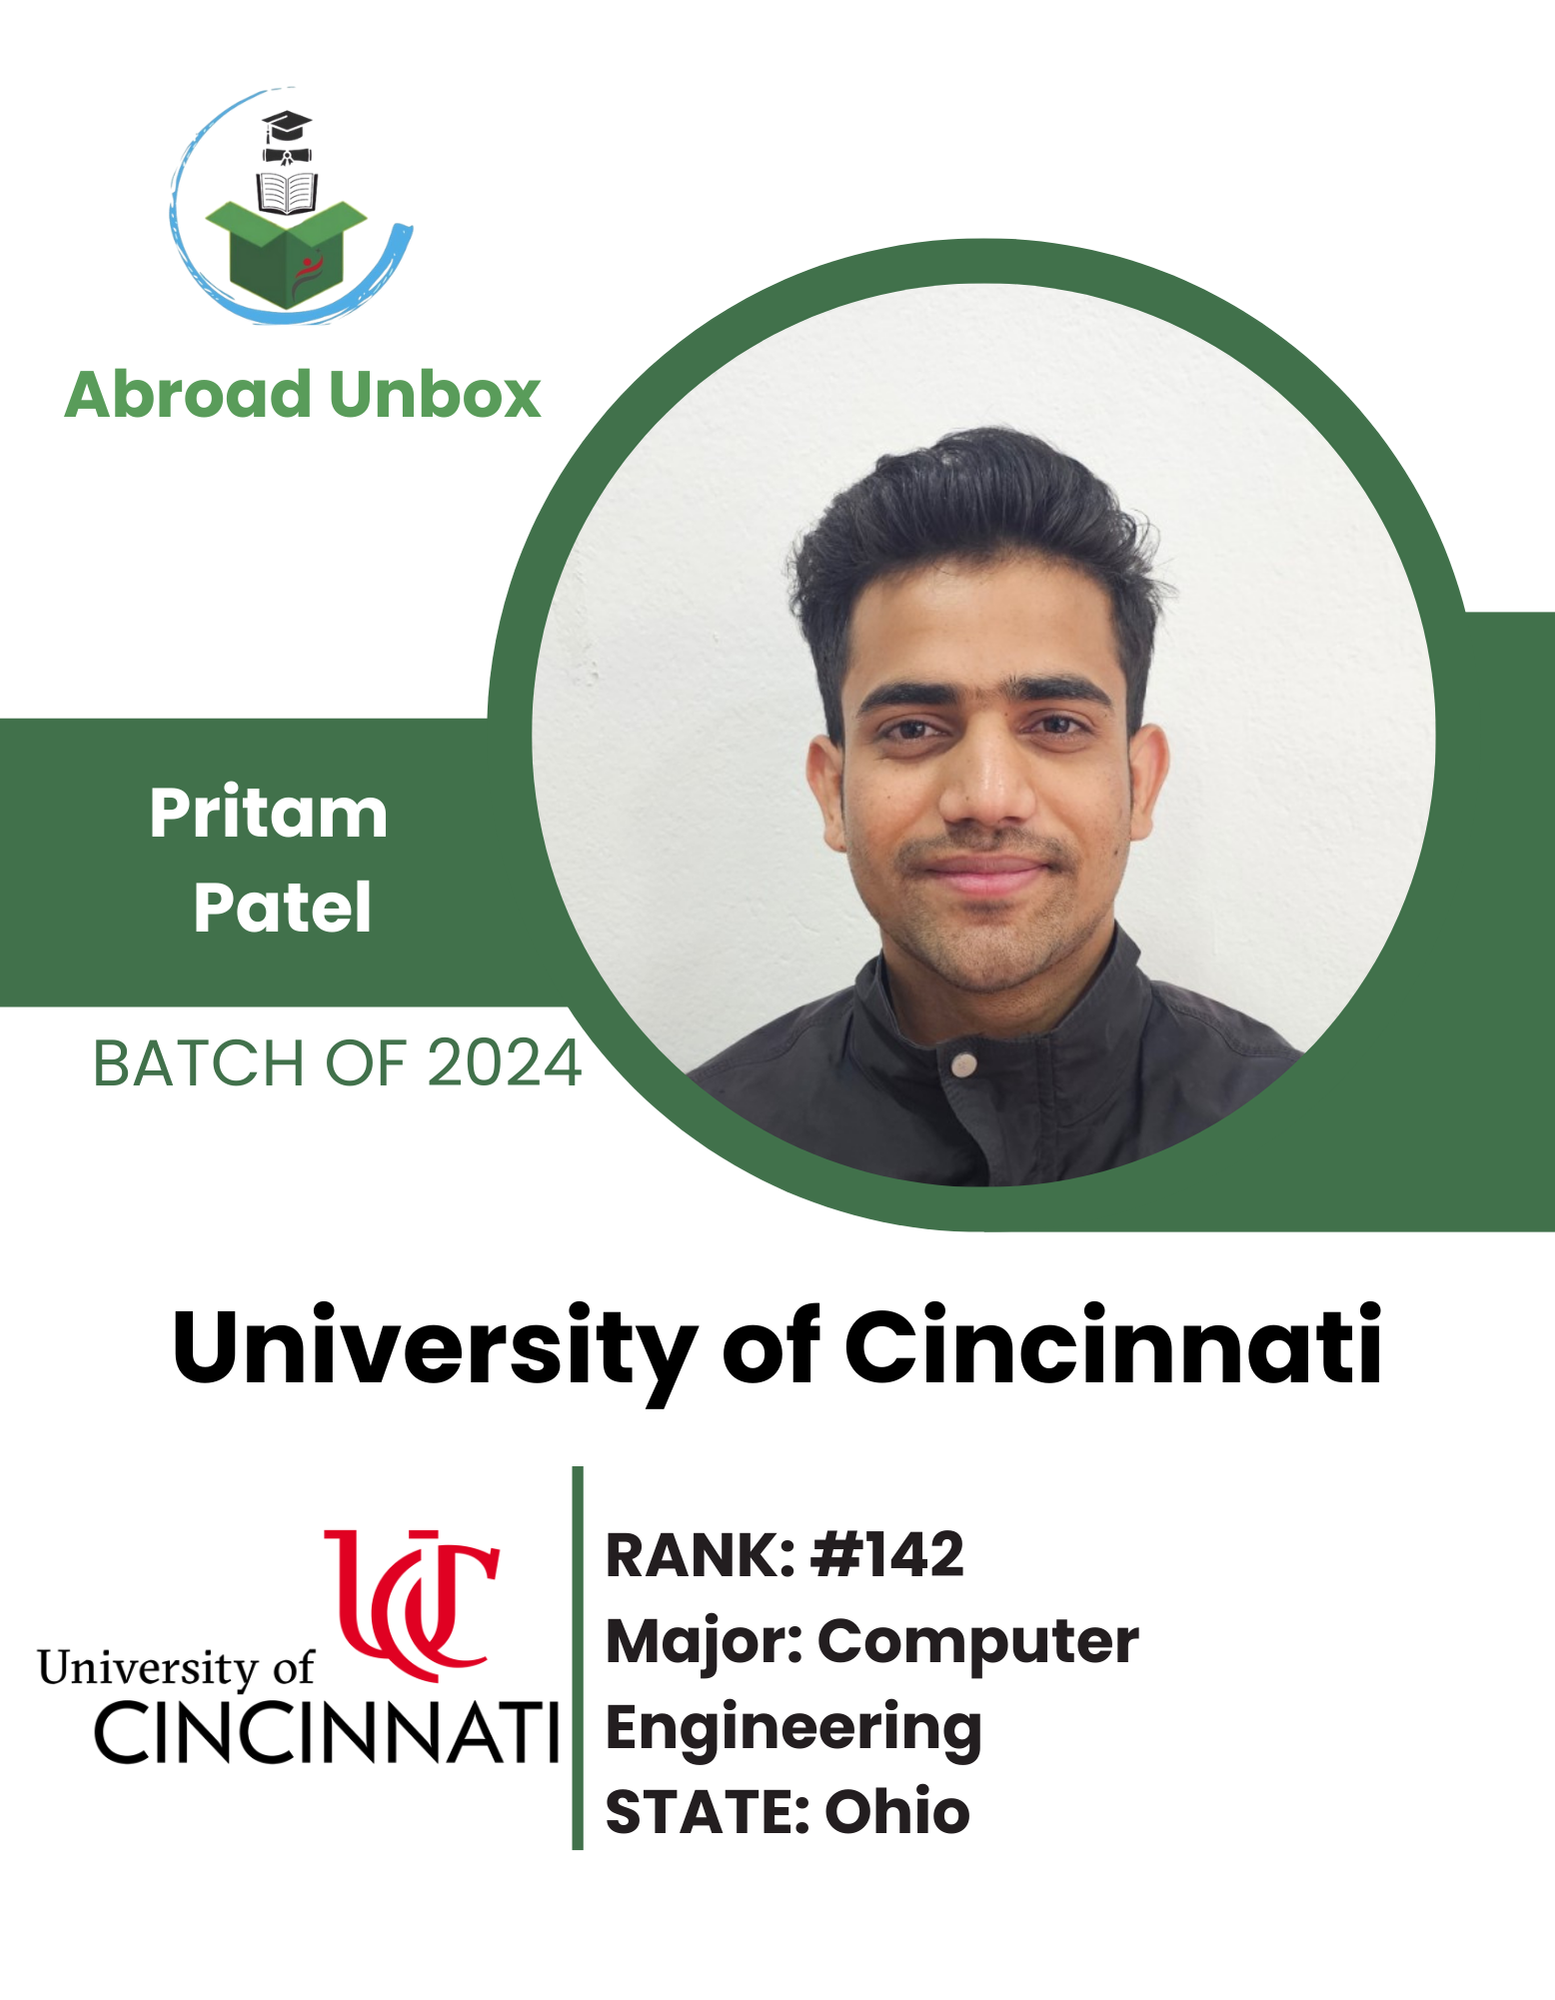 Abroad Unbox
Pritam
Patel
BATCH OF 2024
University of Cincinnati
University of
UC
CINCINNATI
RANK: #142
Major: Computer
Engineering
STATE: Ohio